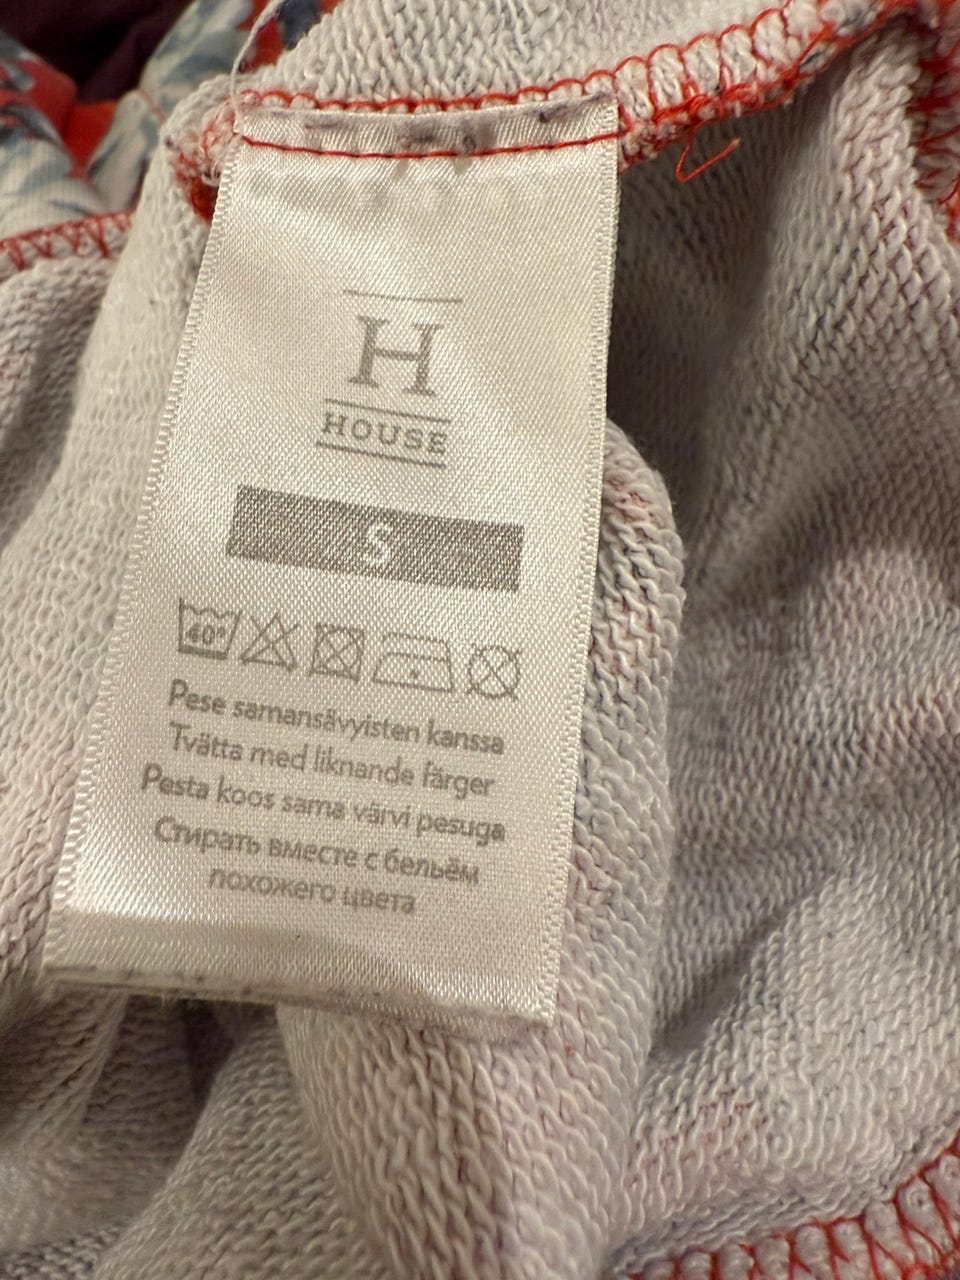 H
HOUSE
S
40°
Pese samansävyisten kanssa
Tvätta med liknande färger
Pesta koos sama värvi pesuga
Стирать вместе с бельём
похожего цвета